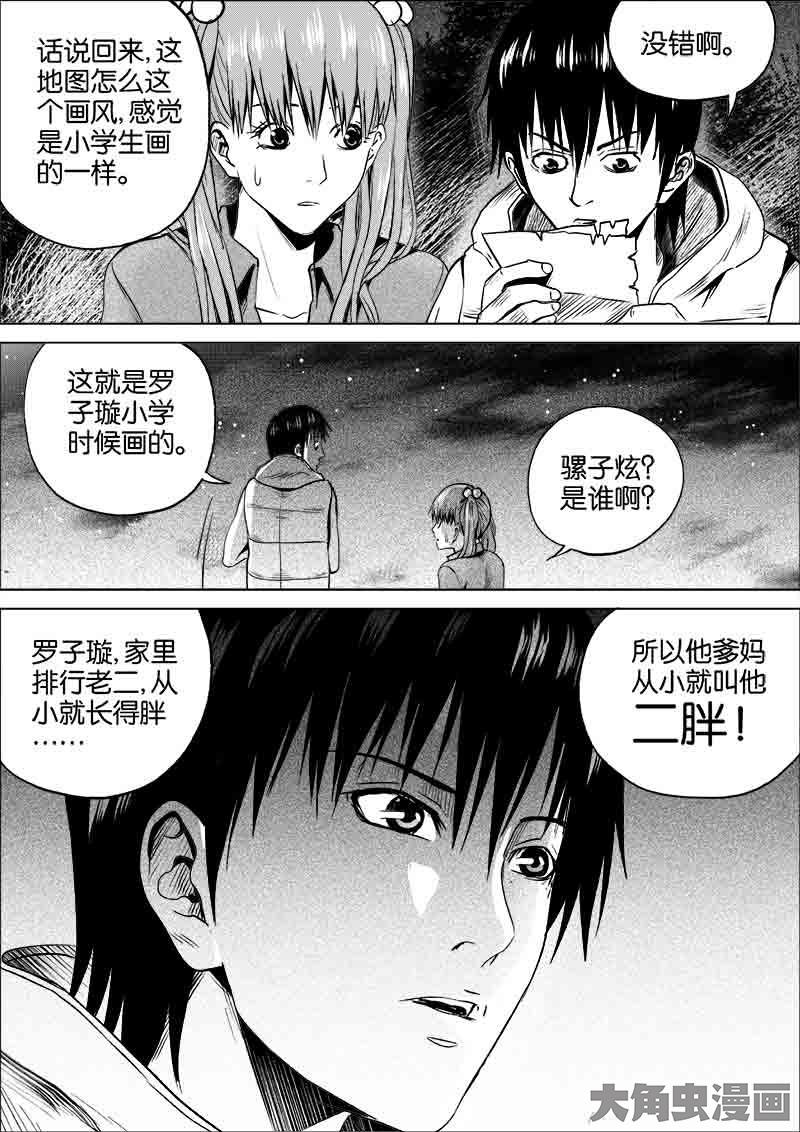 话说回来,这
地图怎么这
个画风,感觉
是小学生画
的一样。
没错啊。
这就是罗
子璇小学
时候画的。
骡子炫?
是谁啊?
罗子璇,家里
排行老二,从
小就长得胖
……
所以他爹妈
从小就叫他
二胖!
大角虫漫画